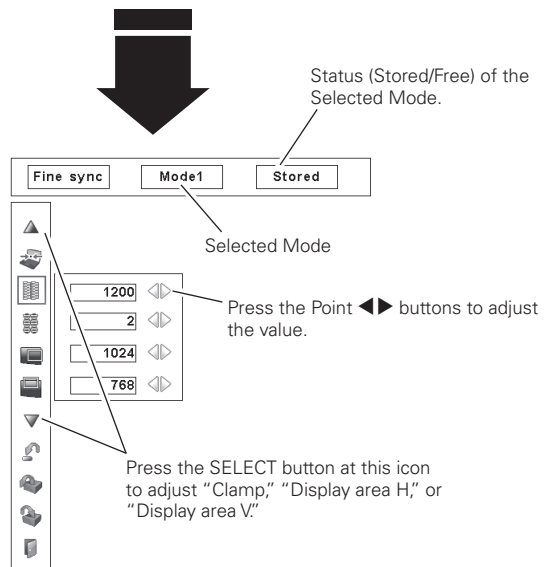 Status (Stored/Free) of the
Selected Mode.
Fine sync
Mode1
Stored
Selected Mode
1200
2
1024
768
Press the Point ◀▶ buttons to adjust
the value.
Press the SELECT button at this icon
to adjust “Clamp,” “Display area H,” or
“Display area V.”